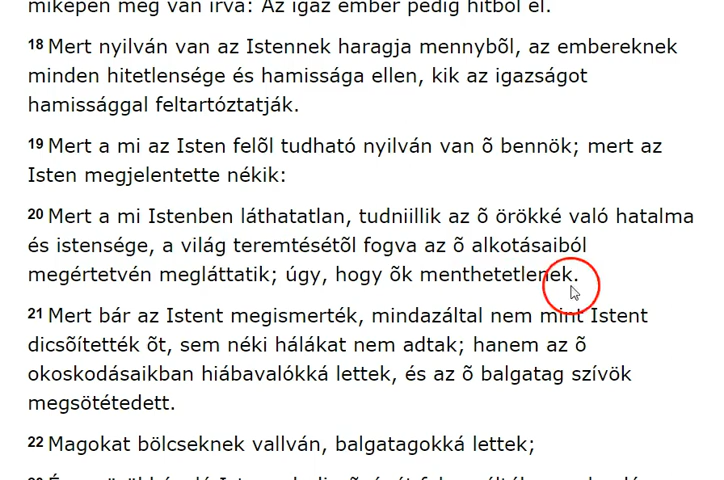 miképen meg van írva: Az igaz ember pedig hitbõl él.
18 Mert nyilván van az Istennek haragja mennybõl, az embereknek
minden hitetlensége és hamissága ellen, kik az igazságot
hamissággal feltartóztatják.
19 Mert a mi az Isten felõl tudható nyilván van õ bennök; mert az
Isten megjelentette nékik:
20 Mert a mi Istenben láthatatlan, tudniillik az õ örökké való hatalma
és istensége, a világ teremtésétõl fogva az õ alkotásaiból
megértetvén megláttatik; úgy, hogy õk menthetetlenek.
21 Mert bár az Istent megismerték, mindazáltal nem mint Istent
dicsõítették õt, sem néki hálákat nem adtak; hanem az õ
okoskodásaikban hiábavalókká lettek, és az õ balgatag szívök
megsötétedett.
22 Magokat bölcseknek vallván, balgatagokká lettek;